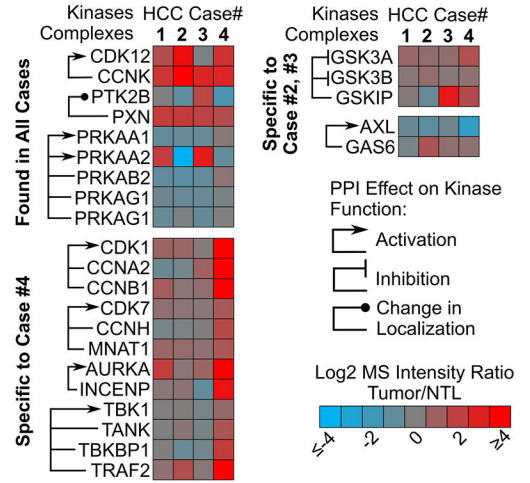 Kinases HCC Case#
Complexes 1 2 3 4
Found in All Cases
CDK12
CCNK
PTK2B
PXN
PRKAA1
PRKAA2
PRKAB2
PRKAG1
PRKAG1
Specific to Case #4
CDK1
CCNA2
CCNB1
CDK7
CCNH
MNAT1
AURKA
INCENP
TBK1
TANK
TBKBP1
TRAF2
Kinases HCC Case#
Complexes 1 2 3 4
Specific to
Case #2, #3
GSK3A
GSK3B
GSKIP
AXL
GAS6
PPI Effect on Kinase
Function:
Activation
Inhibition
Change in
Localization
Log2 MS Intensity Ratio
Tumor/NTL
≤-4 -2 0 2 ≥4